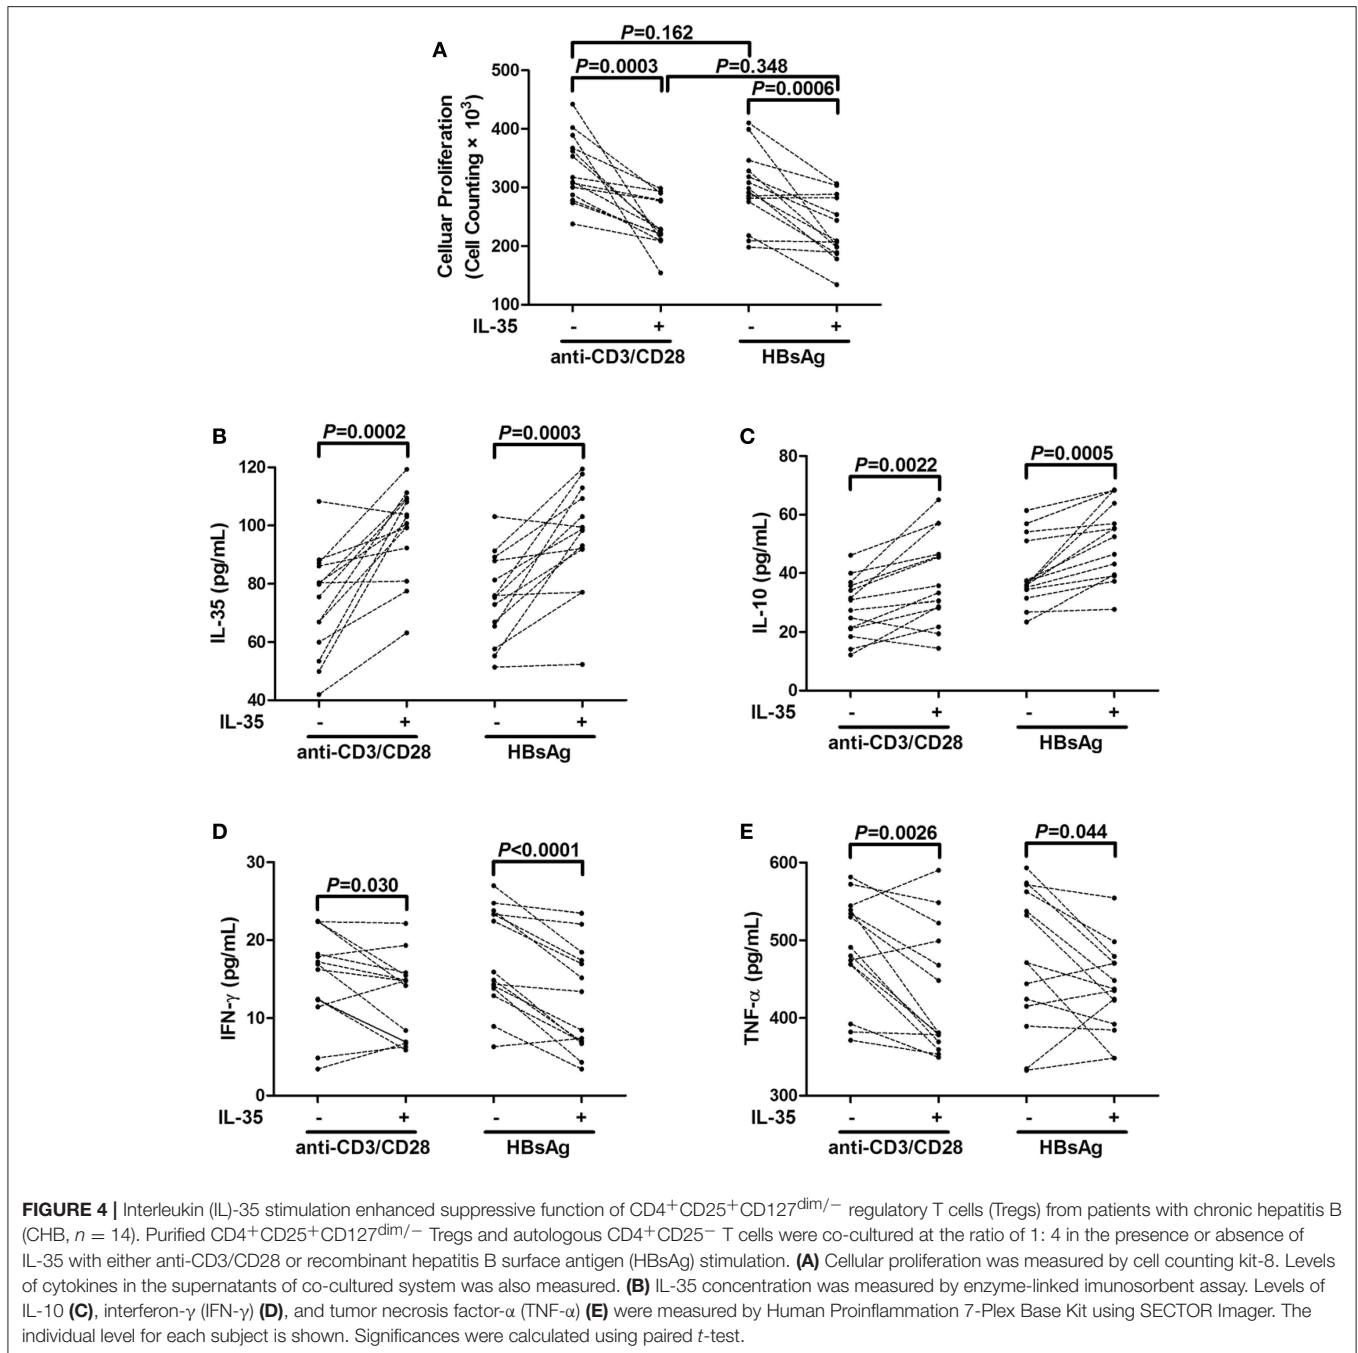 A
P=0.162
P=0.0003
P=0.348
P=0.0006
Celluar Proliferation
(Cell Counting × 10³)
500
400
300
200
100
IL-35
- + - +
anti-CD3/CD28 HBsAg
B
P=0.0002 P=0.0003
IL-35 (pg/mL)
120
100
80
60
40
IL-35 - + - +
anti-CD3/CD28 HBsAg
C
P=0.0022 P=0.0005
IL-10 (pg/mL)
80
60
40
20
0
IL-35 - + - +
anti-CD3/CD28 HBsAg
D
P=0.030 P<0.0001
IFN-γ (pg/mL)
30
20
10
0
IL-35 - + - +
anti-CD3/CD28 HBsAg
E
P=0.0026 P=0.044
TNF-α (pg/mL)
600
500
400
300
IL-35 - + - +
anti-CD3/CD28 HBsAg
FIGURE 4 | Interleukin (IL)-35 stimulation enhanced suppressive function of CD4⁺CD25⁺CD127ᵈⁱᵐ/⁻ regulatory T cells (Tregs) from patients with chronic hepatitis B
(CHB, n = 14). Purified CD4⁺CD25⁺CD127ᵈⁱᵐ/⁻ Tregs and autologous CD4⁺CD25⁻ T cells were co-cultured at the ratio of 1: 4 in the presence or absence of
IL-35 with either anti-CD3/CD28 or recombinant hepatitis B surface antigen (HBsAg) stimulation. (A) Cellular proliferation was measured by cell counting kit-8. Levels
of cytokines in the supernatants of co-cultured system was also measured. (B) IL-35 concentration was measured by enzyme-linked imunosorbent assay. Levels of
IL-10 (C), interferon-γ (IFN-γ) (D), and tumor necrosis factor-α (TNF-α) (E) were measured by Human Proinflammation 7-Plex Base Kit using SECTOR Imager. The
individual level for each subject is shown. Significances were calculated using paired t-test.